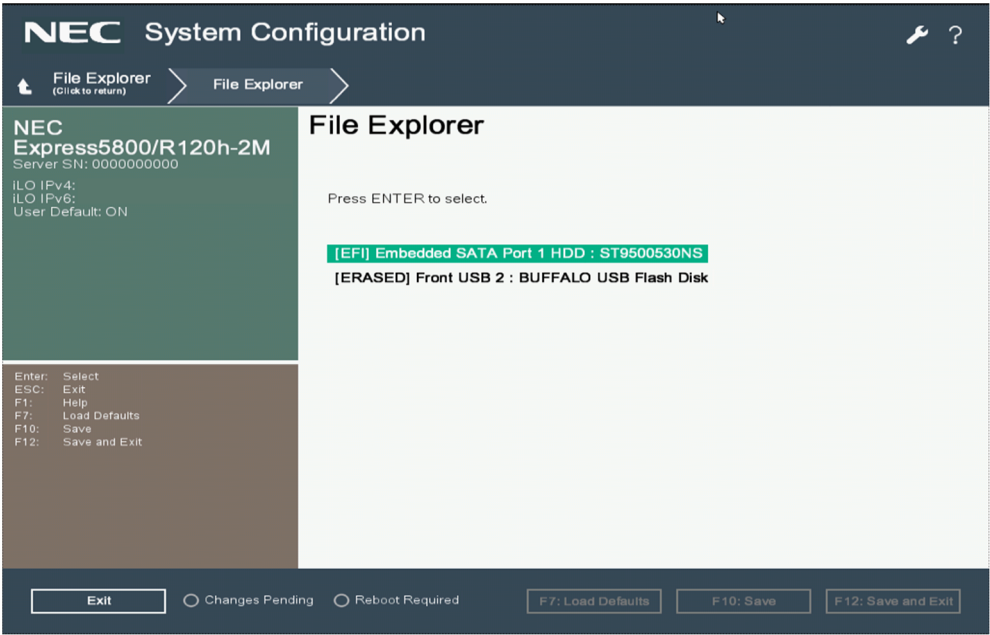 NEC System Configuration
?
File Explorer
(Click to return)
File Explorer
NEC
Express5800/R120h-2M
Server SN: 0000000000
iLO IPv4:
iLO IPv6:
User Default: ON
Enter: Select
ESC: Exit
F1: Help
F7: Load Defaults
F10: Save
F12: Save and Exit
File Explorer
Press ENTER to select.
[EFI] Embedded SATA Port 1 HDD : ST9500530NS
[ERASED] Front USB 2 : BUFFALO USB Flash Disk
Exit
Changes Pending
Reboot Required
F7: Load Defaults
F10: Save
F12: Save and Exit